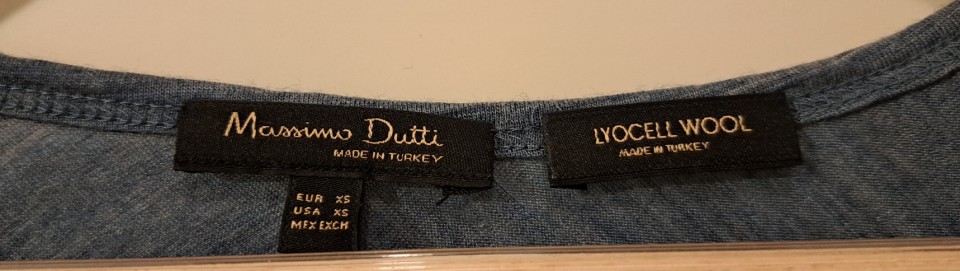 Massimo Dutti
MADE IN TURKEY
EUR XS
USA XS
MEX EXCH
LYOCELL WOOL
MADE IN TURKEY